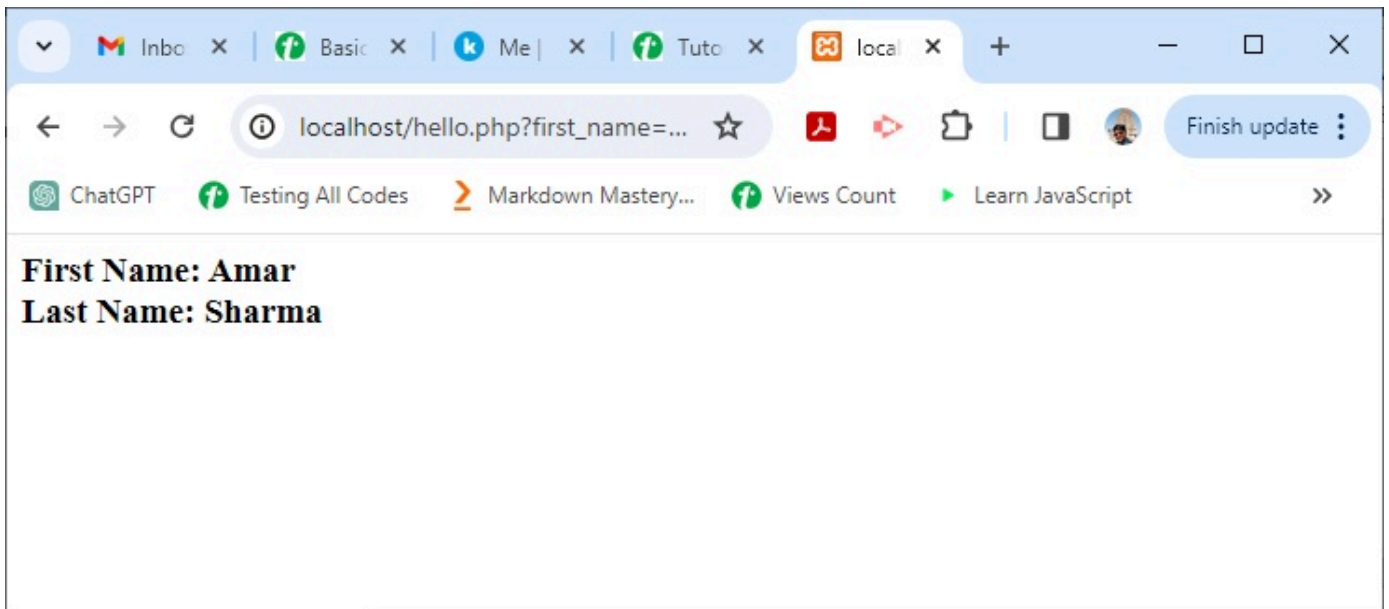 Inbo
Basic
Me |
Tuto
local
localhost/hello.php?first_name=...
Finish update
ChatGPT
Testing All Codes
Markdown Mastery...
Views Count
Learn JavaScript
First Name: Amar
Last Name: Sharma